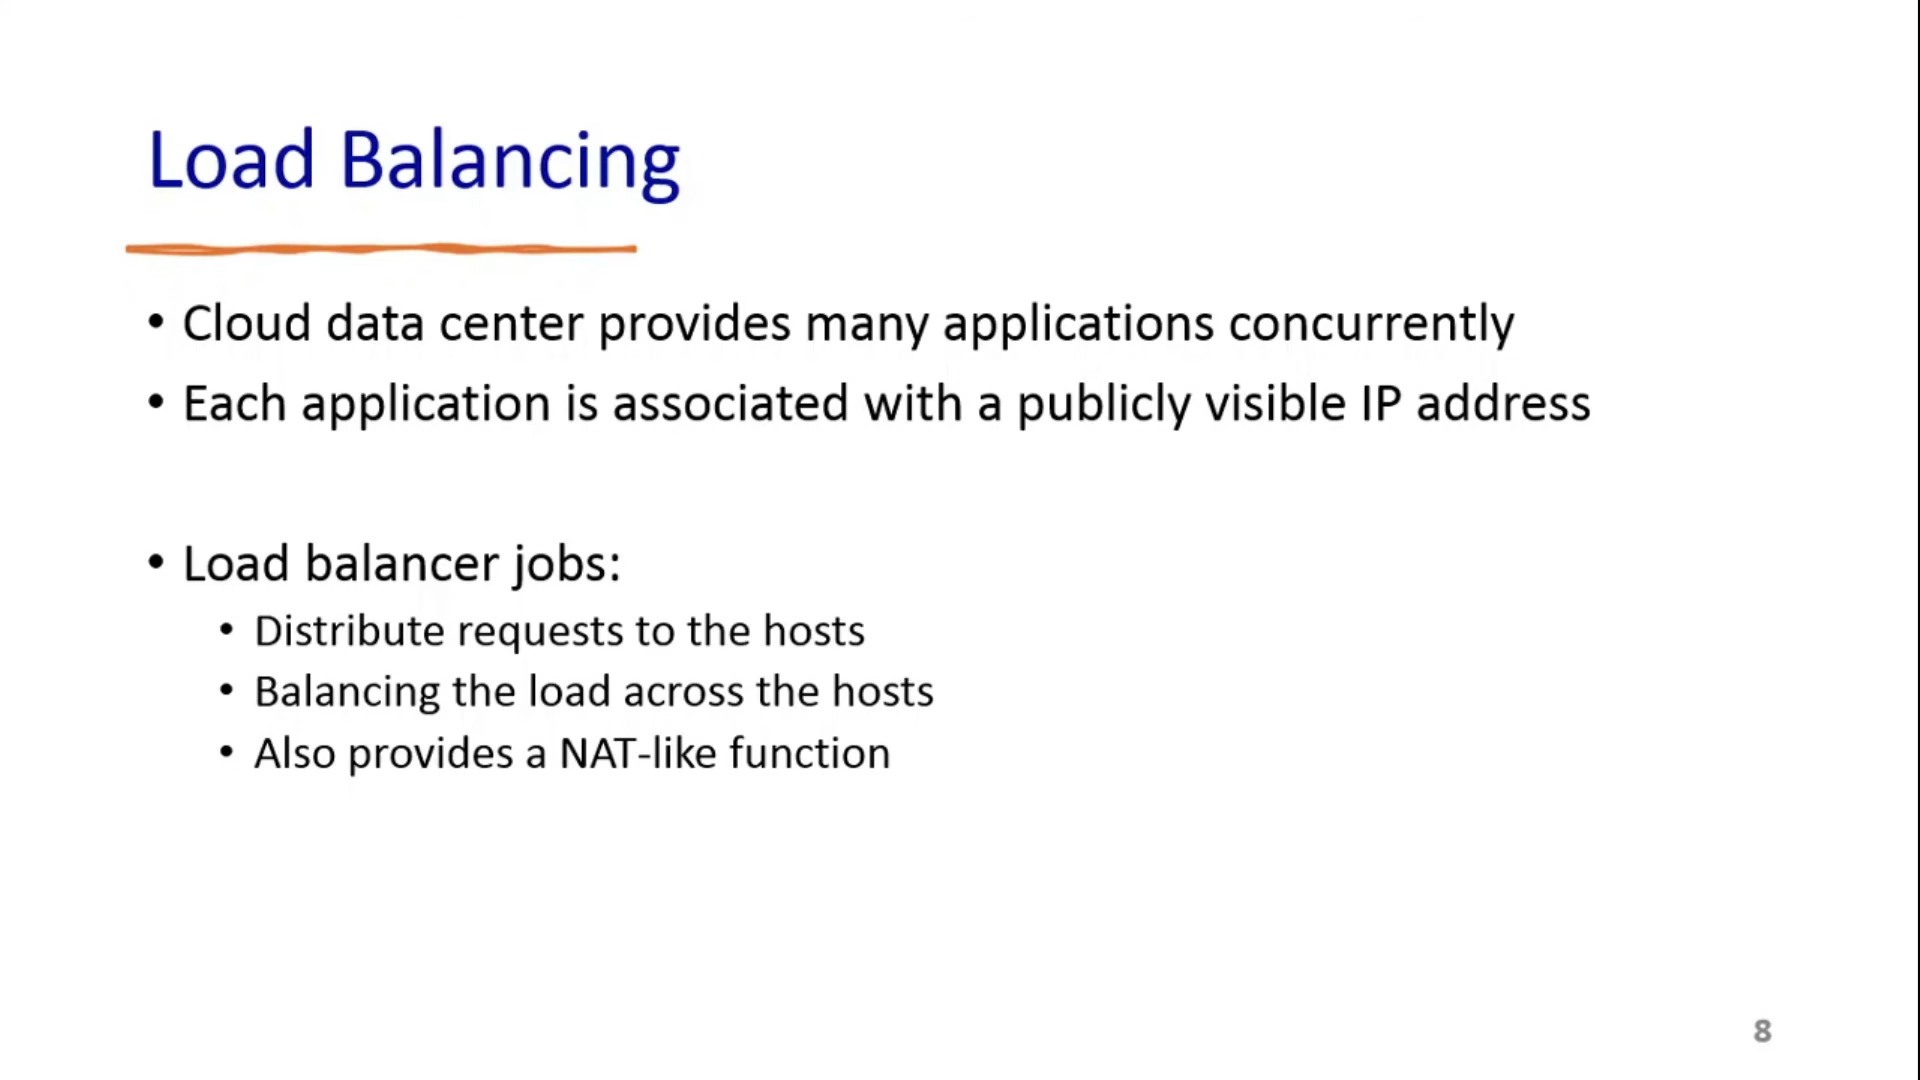 Load Balancing
• Cloud data center provides many applications concurrently
• Each application is associated with a publicly visible IP address
• Load balancer jobs:
• Distribute requests to the hosts
• Balancing the load across the hosts
• Also provides a NAT-like function
8